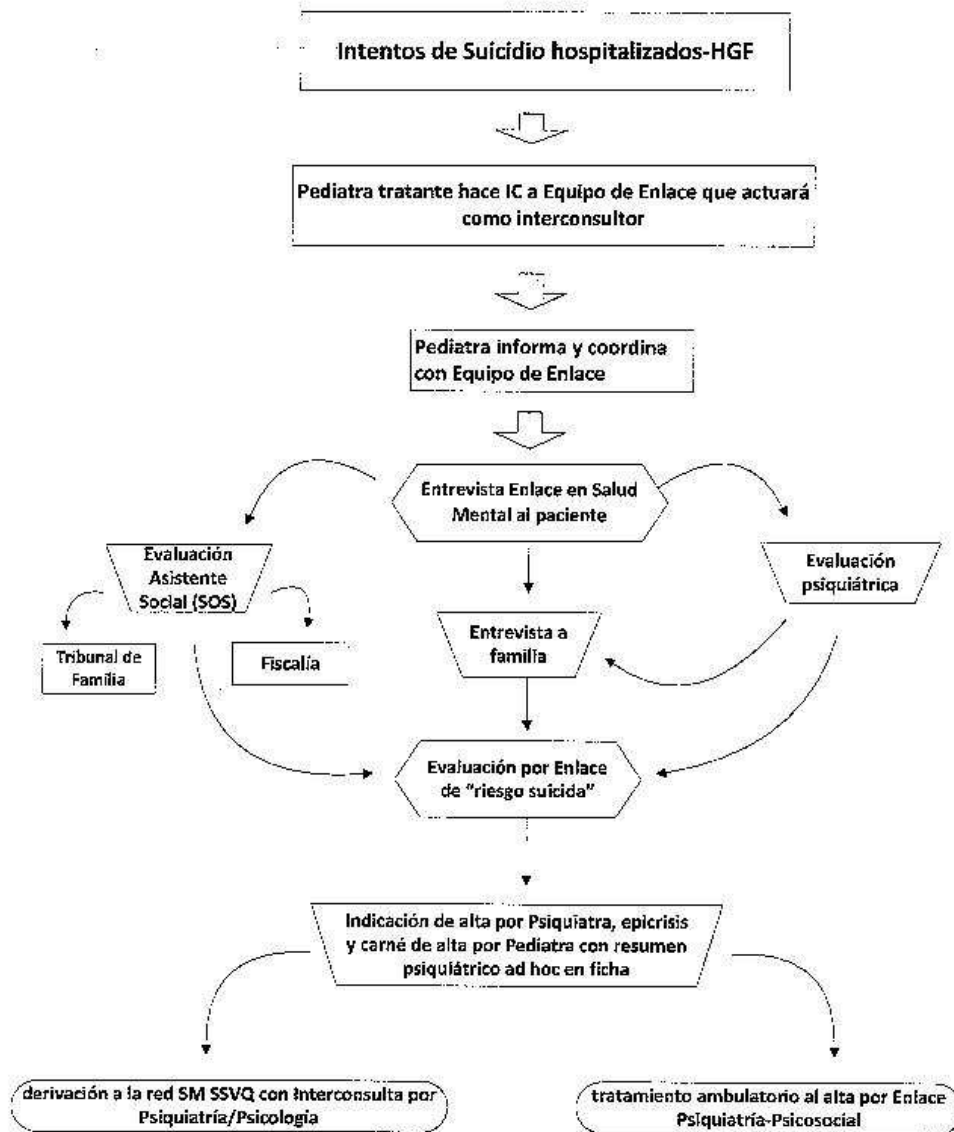 Intentos de Suicidio hospitalizados-HGF
Pediatra tratante hace IC a Equipo de Enlace que actuará
como interconsultor
Pediatra informa y coordina
con Equipo de Enlace
Entrevista Enlace en Salud
Mental al paciente
Evaluación
Asistente
Social (SOS)
Evaluación
psiquiátrica
Tribunal de
Familia
Fiscalía
Entrevista a
familia
Evaluación por Enlace
de “riesgo suicida”
Indicación de alta por Psiquiatra, epicrisis
y carné de alta por Pediatra con resumen
psiquiátrico ad hoc en ficha
derivación a la red SM SSVQ con Interconsulta por
Psiquiatría/Psicología
tratamiento ambulatorio al alta por Enlace
Psiquiatría-Psicosocial